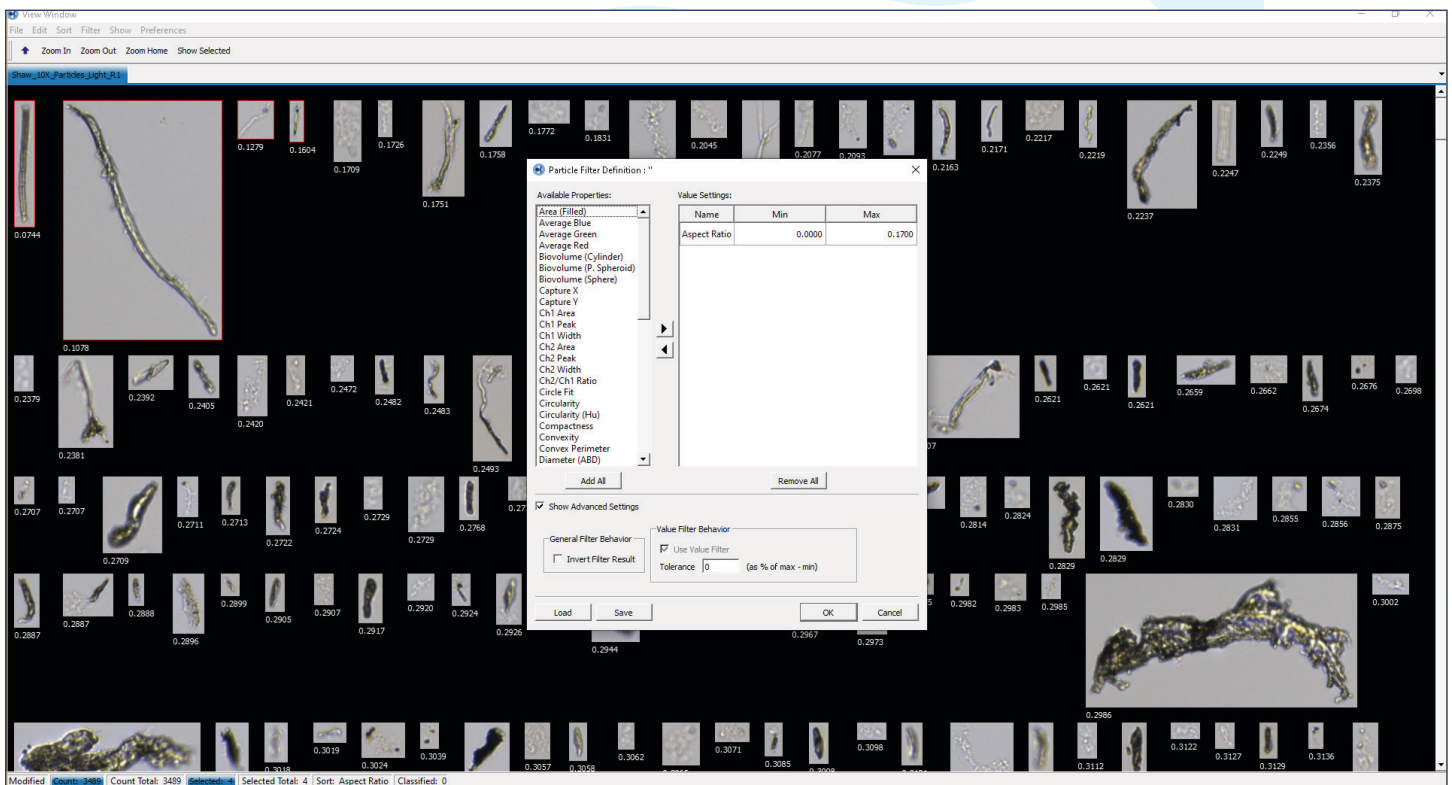 View Window
File Edit Sort Filter Show Preferences
Zoom In Zoom Out Zoom Home Show Selected
Shaw_10X_Particles_Light_R1
0.0744
0.1078
0.1279
0.1604
0.1709
0.1726
0.1751
0.1758
0.1772
0.1831
0.2045
0.2077
0.2093
0.2163
0.2171
0.2217
0.2219
0.2237
0.2247
0.2249
0.2356
0.2375
Particle Filter Definition : ''
Available Properties:
Area (Filled)
Average Blue
Average Green
Average Red
Biovolume (Cylinder)
Biovolume (P. Spheroid)
Biovolume (Sphere)
Capture X
Capture Y
Ch1 Area
Ch1 Peak
Ch1 Width
Ch2 Area
Ch2 Peak
Ch2 Width
Ch2/Ch1 Ratio
Circle Fit
Circularity
Circularity (Hu)
Compactness
Convexity
Convex Perimeter
Diameter (ABD)
Add All
Value Settings:
Name Min Max
Aspect Ratio 0.0000 0.1700
Remove All
Show Advanced Settings
General Filter Behavior
Invert Filter Result
Value Filter Behavior
Use Value Filter
Tolerance 0 (as % of max - min)
Load Save OK Cancel
0.2379
0.2381
0.2392
0.2405
0.2420
0.2421
0.2472
0.2482
0.2483
0.2493
07
0.2621
0.2621
0.2621
0.2659
0.2662
0.2674
0.2676
0.2698
0.2707
0.2707
0.2709
0.2711
0.2713
0.2722
0.2724
0.2729
0.2729
0.2768
0.27
0.2814
0.2824
0.2829
0.2829
0.2830
0.2831
0.2855
0.2856
0.2875
0.2887
0.2887
0.2888
0.2896
0.2899
0.2905
0.2907
0.2917
0.2920
0.2924
0.2926
0.2944
0.2967
0.2973
5
0.2982
0.2983
0.2985
0.2986
0.3002
0.3018
0.3019
0.3024
0.3039
0.3057
0.3058
0.3062
0.3071
0.3085
0.3098
0.3112
0.3122
0.3127
0.3129
0.3136
Modified Count: 3489 Count Total: 3489 Selected: 4 Selected Total: 4 Sort: Aspect Ratio Classified: 0